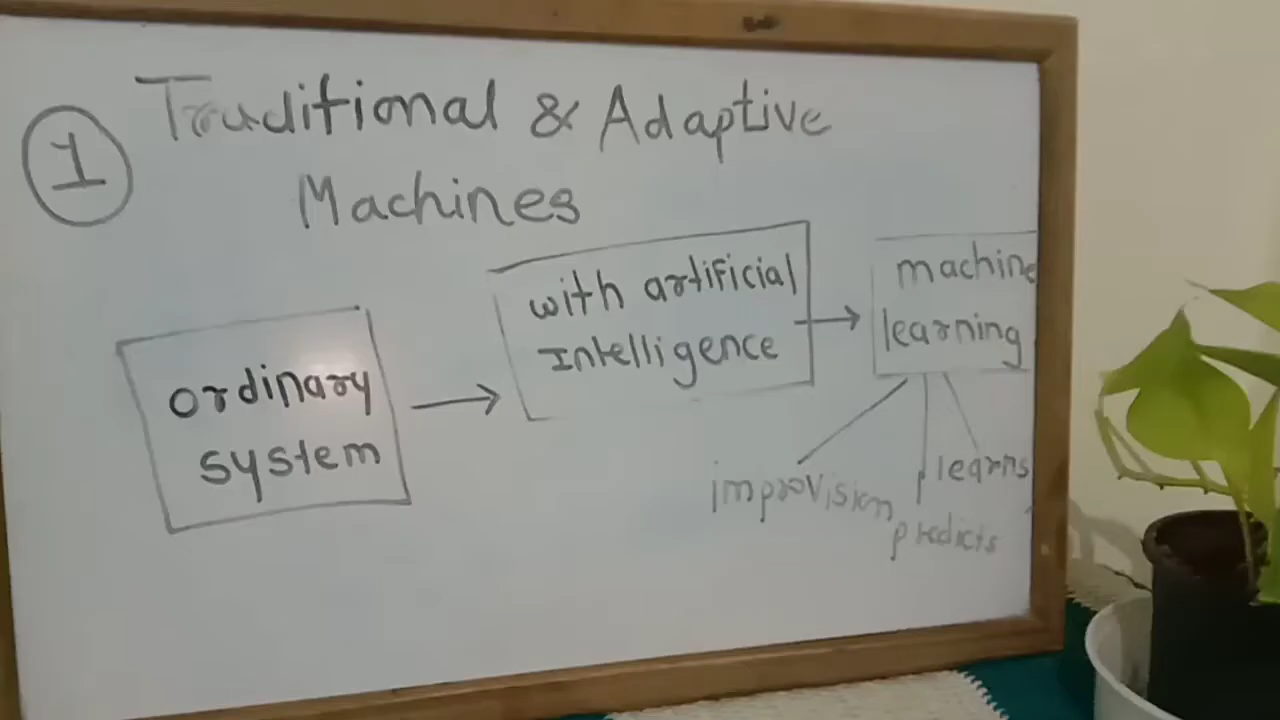 1
Traditional & Adaptive
Machines
ordinary
system
with artificial
Intelligence
machine
learning
improvision
predicts
learns